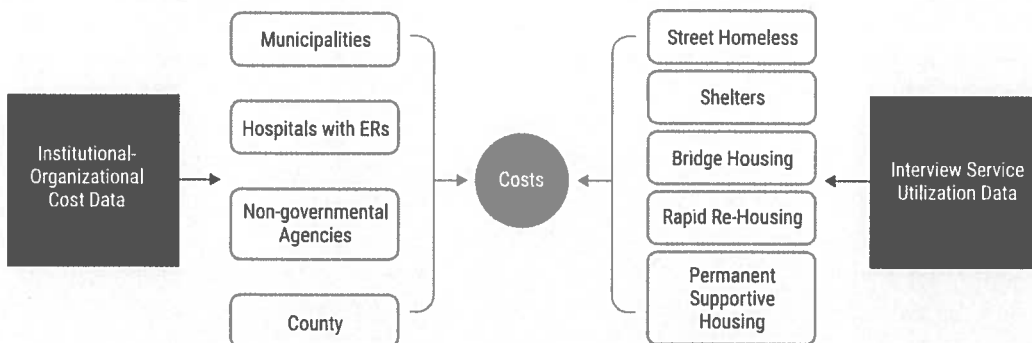 Institutional-
Organizational
Cost Data
Municipalities
Hospitals with ERs
Non-governmental
Agencies
County
Costs
Street Homeless
Shelters
Bridge Housing
Rapid Re-Housing
Permanent
Supportive
Housing
Interview Service
Utilization Data